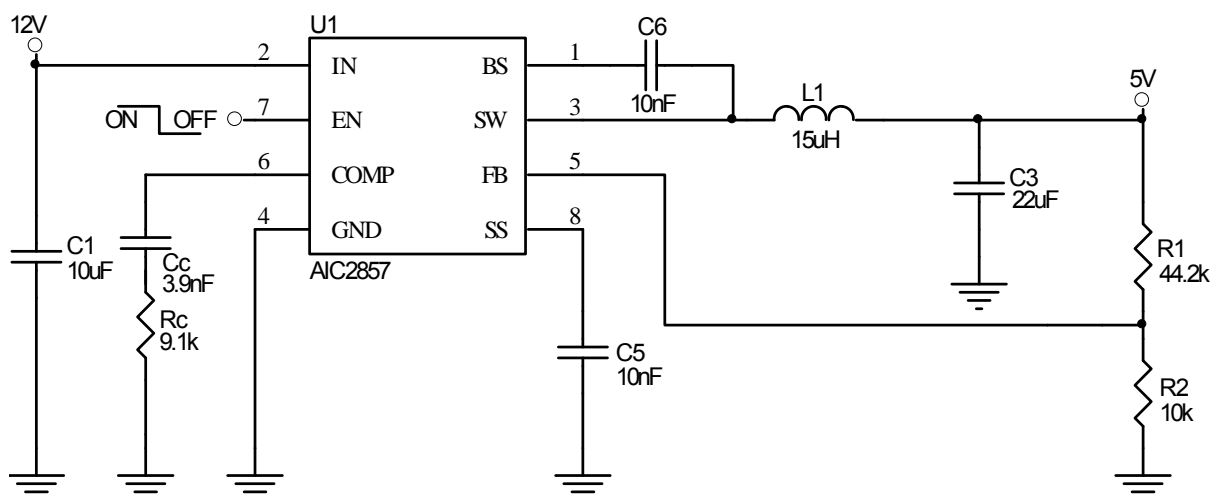 12V
U1
2
IN
BS
1
C6
10nF
ON
OFF
7
EN
SW
3
L1
15uH
5V
6
COMP
FB
5
C3
22uF
4
GND
SS
8
C1
10uF
Cc
3.9nF
AIC2857
R1
44.2k
Rc
9.1k
C5
10nF
R2
10k